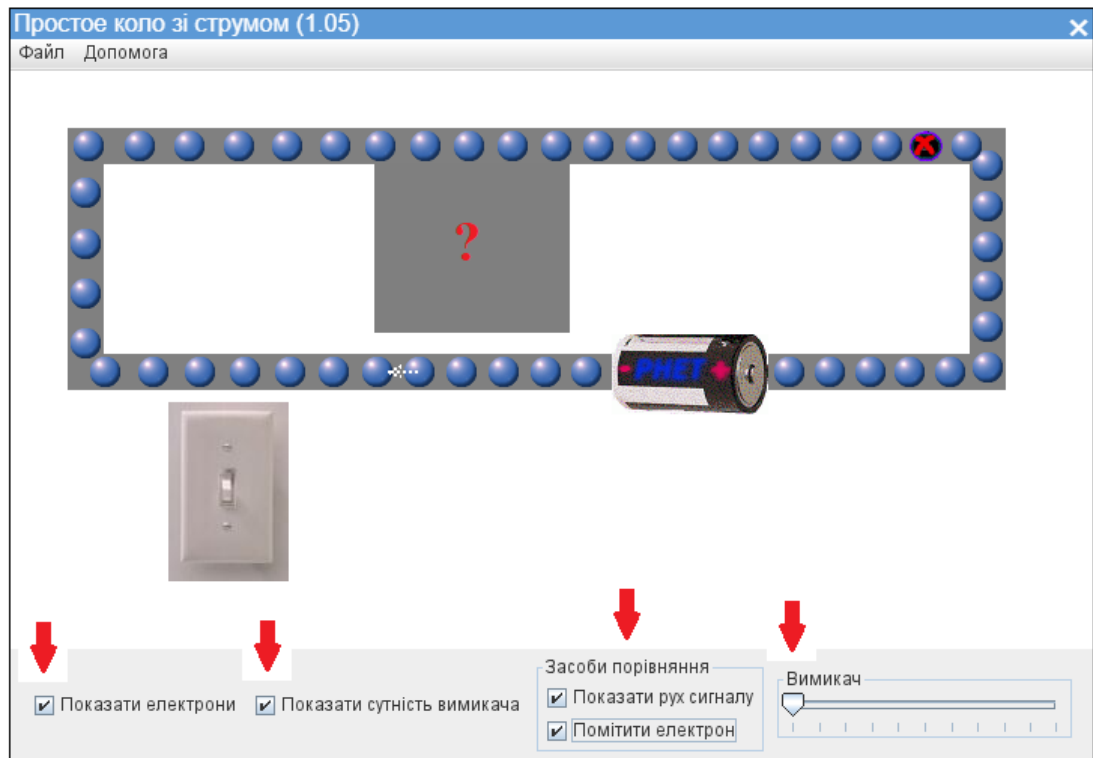 Простое коло зі струмом (1.05)
Файл Допомога
?
- PHET +
Показати електрони
Показати сутність вимикача
Засоби порівняння
Показати рух сигналу
Помітити електрон
Вимикач